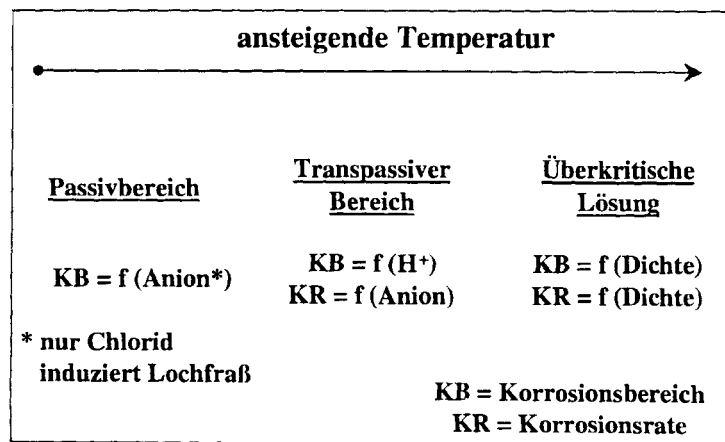 ansteigende Temperatur
Passivbereich
KB = f (Anion*)
* nur Chlorid
induziert Lochfraß
Transpassiver
Bereich
KB = f (H⁺)
KR = f (Anion)
Überkritische
Lösung
KB = f (Dichte)
KR = f (Dichte)
KB = Korrosionsbereich
KR = Korrosionsrate